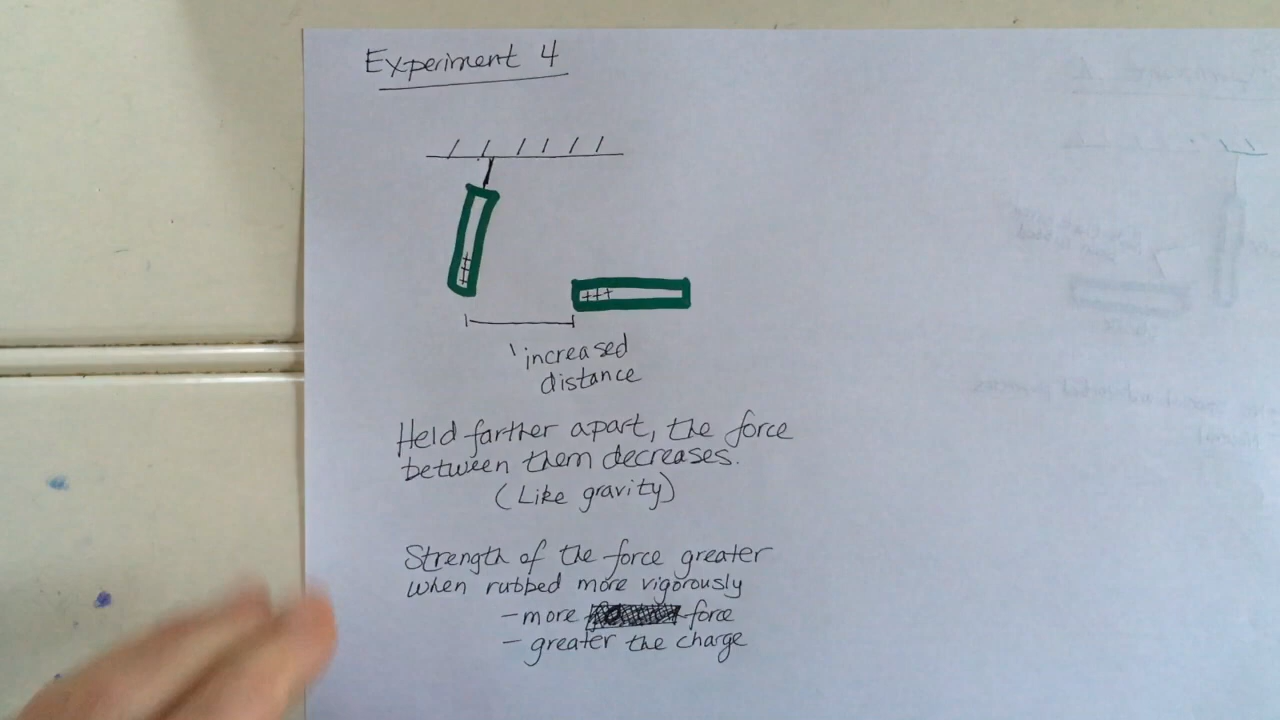 Experiment 4
+++
+++
increased
distance
Held farther apart, the force
between them decreases.
(Like gravity)
Strength of the force greater
when rubbed more vigorously
- more force
- greater the charge